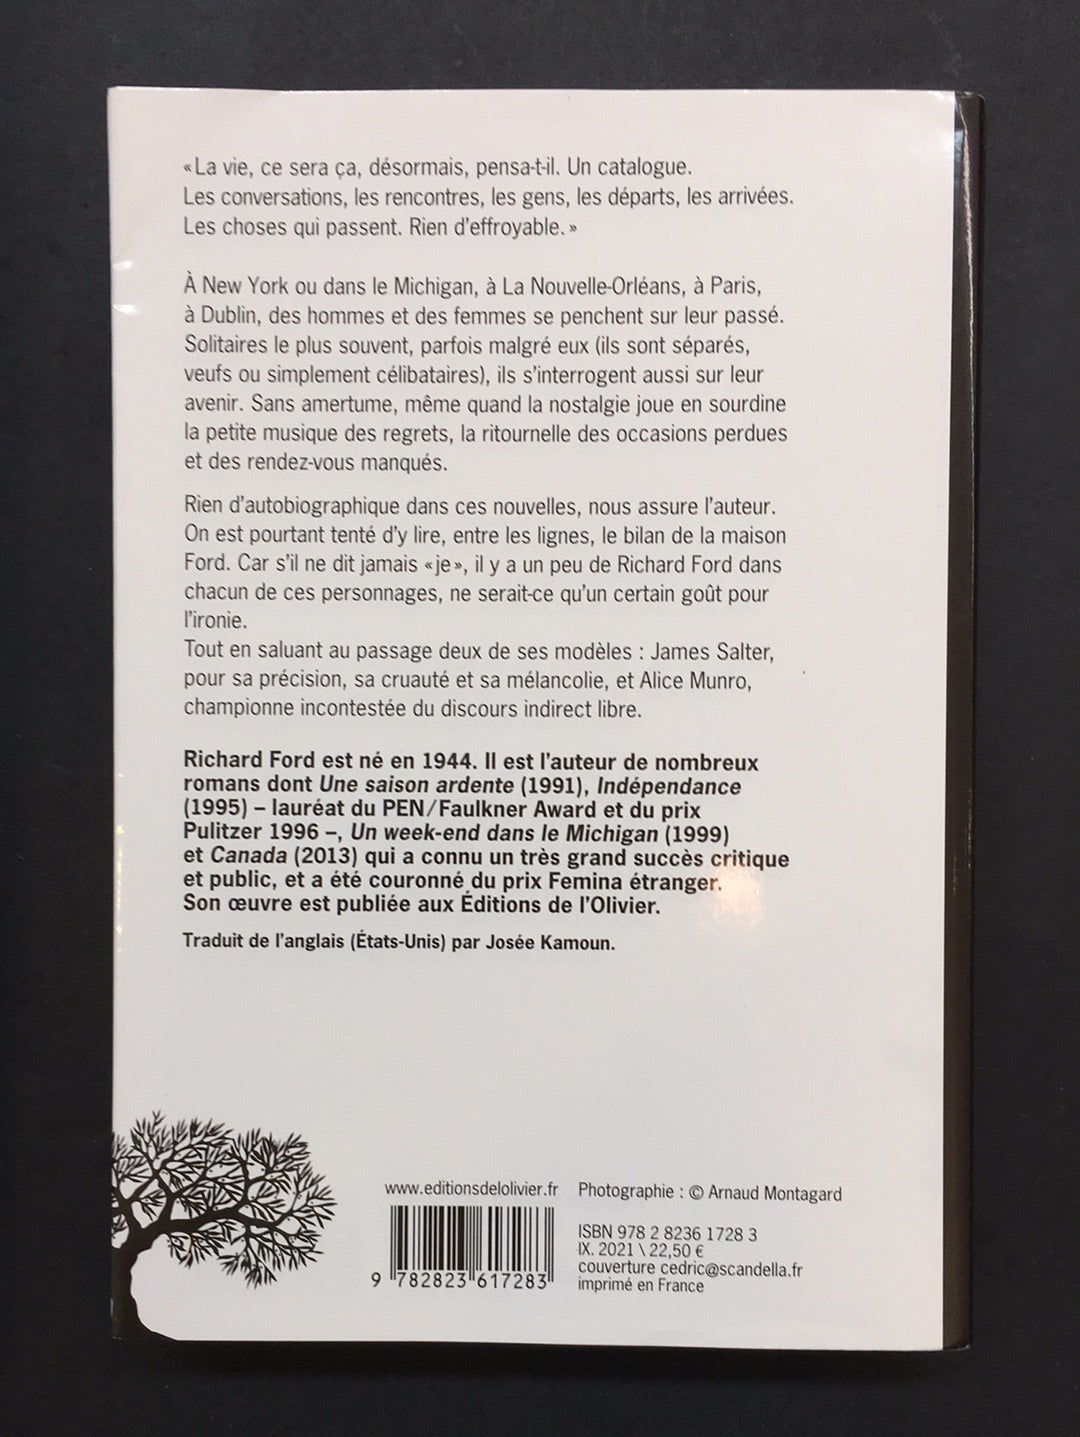 «La vie, ce sera ça, désormais, pensa-t-il. Un catalogue.
Les conversations, les rencontres, les gens, les départs, les arrivées.
Les choses qui passent. Rien d'effroyable.»
À New York ou dans le Michigan, à La Nouvelle-Orléans, à Paris,
à Dublin, des hommes et des femmes se penchent sur leur passé.
Solitaires le plus souvent, parfois malgré eux (ils sont séparés,
veufs ou simplement célibataires), ils s'interrogent aussi sur leur
avenir. Sans amertume, même quand la nostalgie joue en sourdine
la petite musique des regrets, la ritournelle des occasions perdues
et des rendez-vous manqués.
Rien d'autobiographique dans ces nouvelles, nous assure l'auteur.
On est pourtant tenté d'y lire, entre les lignes, le bilan de la maison
Ford. Car s'il ne dit jamais «je», il y a un peu de Richard Ford dans
chacun de ces personnages, ne serait-ce qu'un certain goût pour
l'ironie.
Tout en saluant au passage deux de ses modèles : James Salter,
pour sa précision, sa cruauté et sa mélancolie, et Alice Munro,
championne incontestée du discours indirect libre.
Richard Ford est né en 1944. Il est l'auteur de nombreux
romans dont Une saison ardente (1991), Indépendance
(1995) – lauréat du PEN/Faulkner Award et du prix
Pulitzer 1996 –, Un week-end dans le Michigan (1999)
et Canada (2013) qui a connu un très grand succès critique
et public, et a été couronné du prix Femina étranger.
Son œuvre est publiée aux Éditions de l'Olivier.
Traduit de l'anglais (États-Unis) par Josée Kamoun.
www.editionsdelolivier.fr
9 782823 617283
Photographie : © Arnaud Montagard
ISBN 978 2 8236 1728 3
IX. 2021 \ 22,50 €
couverture cedric@scandella.fr
imprimé en France